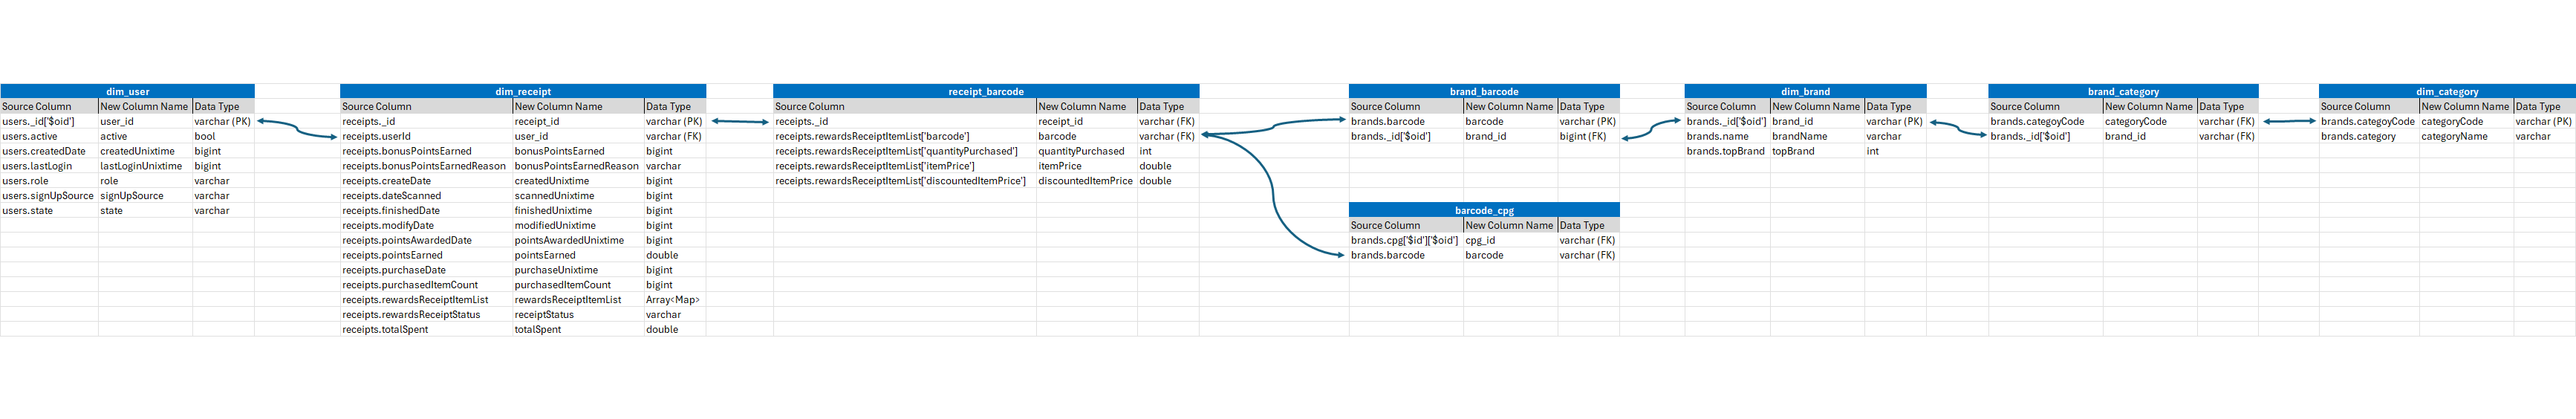 dim_user
Source Column New Column Name Data Type
users._id['$oid'] user_id varchar (PK)
users.active active bool
users.createdDate createdUnixtime bigint
users.lastLogin lastLoginUnixtime bigint
users.role role varchar
users.signUpSource signUpSource varchar
users.state state varchar
dim_receipt
Source Column New Column Name Data Type
receipts._id receipt_id varchar (PK)
receipts.userId user_id varchar (FK)
receipts.bonusPointsEarned bonusPointsEarned bigint
receipts.bonusPointsEarnedReason bonusPointsEarnedReason varchar
receipts.createDate createdUnixtime bigint
receipts.dateScanned scannedUnixtime bigint
receipts.finishedDate finishedUnixtime bigint
receipts.modifyDate modifiedUnixtime bigint
receipts.pointsAwardedDate pointsAwardedUnixtime bigint
receipts.pointsEarned pointsEarned double
receipts.purchaseDate purchaseUnixtime bigint
receipts.purchasedItemCount purchasedItemCount bigint
receipts.rewardsReceiptItemList rewardsReceiptItemList Array<Map>
receipts.rewardsReceiptStatus receiptStatus varchar
receipts.totalSpent totalSpent double
receipt_barcode
Source Column New Column Name Data Type
receipts._id receipt_id varchar (FK)
receipts.rewardsReceiptItemList['barcode'] barcode varchar (FK)
receipts.rewardsReceiptItemList['quantityPurchased'] quantityPurchased int
receipts.rewardsReceiptItemList['itemPrice'] itemPrice double
receipts.rewardsReceiptItemList['discountedItemPrice'] discountedItemPrice double
brand_barcode
Source Column New Column Name Data Type
brands.barcode barcode varchar (PK)
brands._id['$oid'] brand_id bigint (FK)
barcode_cpg
Source Column New Column Name Data Type
brands.cpg['$id']['$oid'] cpg_id varchar (FK)
brands.barcode barcode varchar (FK)
dim_brand
Source Column New Column Name Data Type
brands._id['$oid'] brand_id varchar (PK)
brands.name brandName varchar
brands.topBrand topBrand int
brand_category
Source Column New Column Name Data Type
brands.categoyCode categoryCode varchar (FK)
brands._id['$oid'] brand_id varchar (FK)
dim_category
Source Column New Column Name Data Type
brands.categoyCode categoryCode varchar (PK)
brands.category categoryName varchar